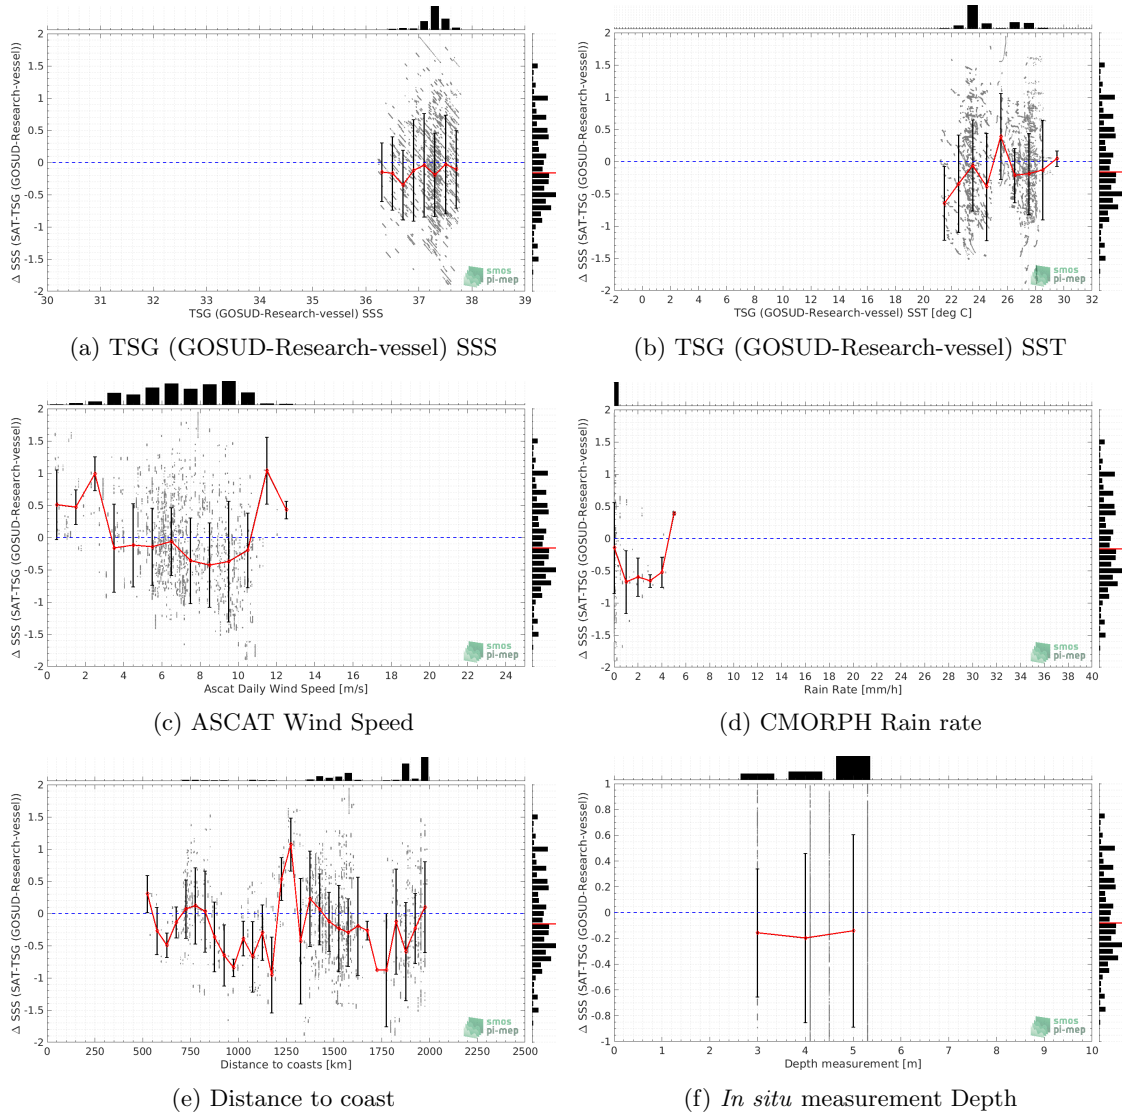 Δ SSS (SAT-TSG (GOSUD-Research-vessel))
2
1.5
1
0.5
0
-0.5
-1
-1.5
-2
30 31 32 33 34 35 36 37 38 39
TSG (GOSUD-Research-vessel) SSS
smos
pi-mep
(a) TSG (GOSUD-Research-vessel) SSS
Δ SSS (SAT-TSG (GOSUD-Research-vessel))
2
1.5
1
0.5
0
-0.5
-1
-1.5
-2
-2 0 2 4 6 8 10 12 14 16 18 20 22 24 26 28 30 32
TSG (GOSUD-Research-vessel) SST [deg C]
smos
pi-mep
(b) TSG (GOSUD-Research-vessel) SST
Δ SSS (SAT-TSG (GOSUD-Research-vessel))
2
1.5
1
0.5
0
-0.5
-1
-1.5
-2
0 2 4 6 8 10 12 14 16 18 20 22 24
Ascat Daily Wind Speed [m/s]
smos
pi-mep
(c) ASCAT Wind Speed
Δ SSS (SAT-TSG (GOSUD-Research-vessel))
2
1.5
1
0.5
0
-0.5
-1
-1.5
-2
0 2 4 6 8 10 12 14 16 18 20 22 24 26 28 30 32 34 36 38 40
Rain Rate [mm/h]
smos
pi-mep
(d) CMORPH Rain rate
Δ SSS (SAT-TSG (GOSUD-Research-vessel))
2
1.5
1
0.5
0
-0.5
-1
-1.5
-2
0 250 500 750 1000 1250 1500 1750 2000 2250 2500
Distance to coasts [km]
smos
pi-mep
(e) Distance to coast
Δ SSS (SAT-TSG (GOSUD-Research-vessel))
1
0.8
0.6
0.4
0.2
0
-0.2
-0.4
-0.6
-0.8
-1
0 1 2 3 4 5 6 7 8 9 10
Depth measurement [m]
smos
pi-mep
(f) In situ measurement Depth